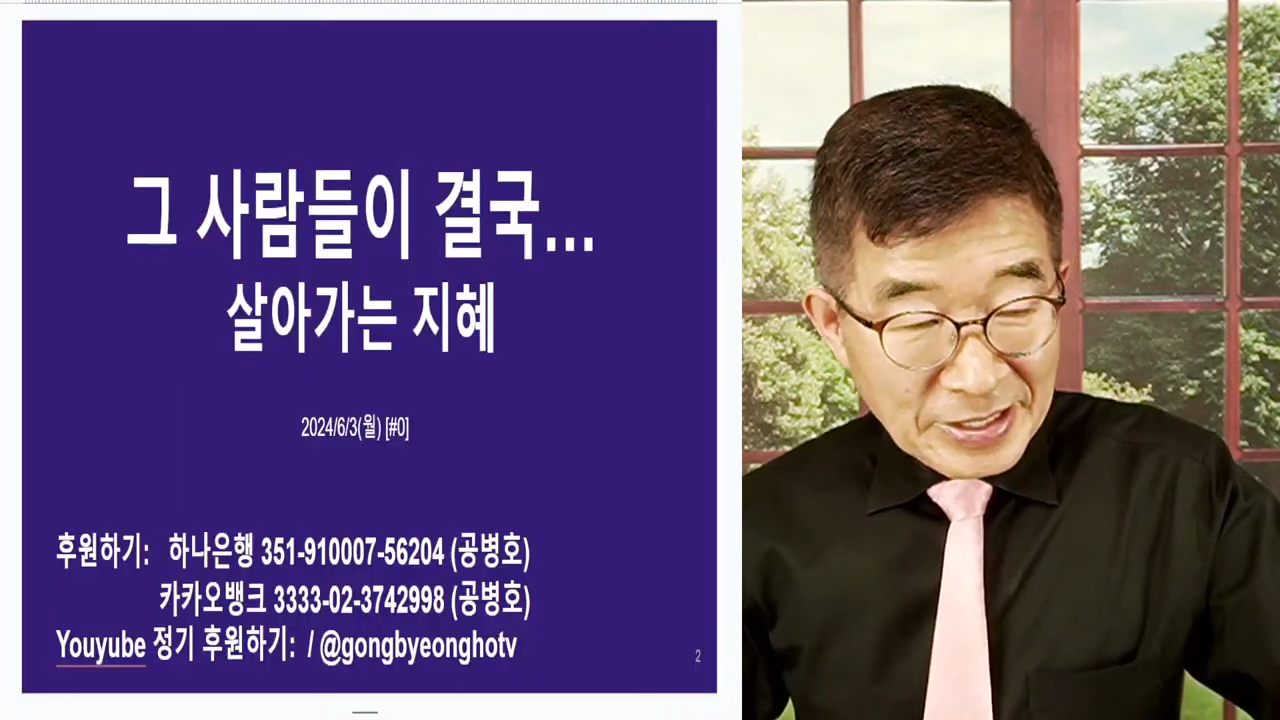 그 사람들이 결국...
살아가는 지혜
2024/6/3(월) [#0]
후원하기: 하나은행 351-910007-56204 (공병호)
카카오뱅크 3333-02-3742998 (공병호)
Youyube 정기 후원하기: / @gongbyeonghotv
2